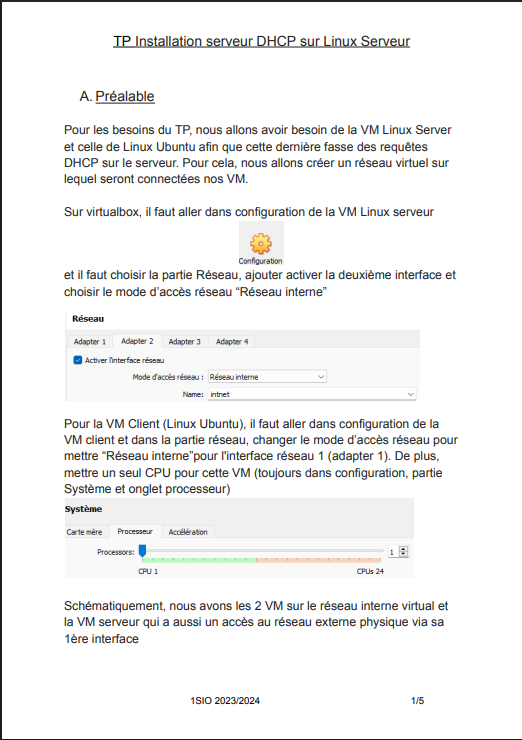 TP Installation serveur DHCP sur Linux Serveur
A. Préalable
Pour les besoins du TP, nous allons avoir besoin de la VM Linux Server
et celle de Linux Ubuntu afin que cette dernière fasse des requêtes
DHCP sur le serveur. Pour cela, nous allons créer un réseau virtuel sur
lequel seront connectées nos VM.
Sur virtualbox, il faut aller dans configuration de la VM Linux serveur
Configuration
et il faut choisir la partie Réseau, ajouter activer la deuxième interface et
choisir le mode d'accès réseau “Réseau interne”
Réseau
Adapter 1 Adapter 2 Adapter 3 Adapter 4
Activer l'interface réseau
Mode d'accès réseau : Réseau interne
Name: intnet
Pour la VM Client (Linux Ubuntu), il faut aller dans configuration de la
VM client et dans la partie réseau, changer le mode d'accès réseau pour
mettre “Réseau interne”pour l'interface réseau 1 (adapter 1). De plus,
mettre un seul CPU pour cette VM (toujours dans configuration, partie
Système et onglet processeur)
Système
Carte mère Processeur Accélération
Processors: 1
CPU 1 CPUs 24
Schématiquement, nous avons les 2 VM sur le réseau interne virtual et
la VM serveur qui a aussi un accès au réseau externe physique via sa
1ère interface
1SIO 2023/2024 1/5